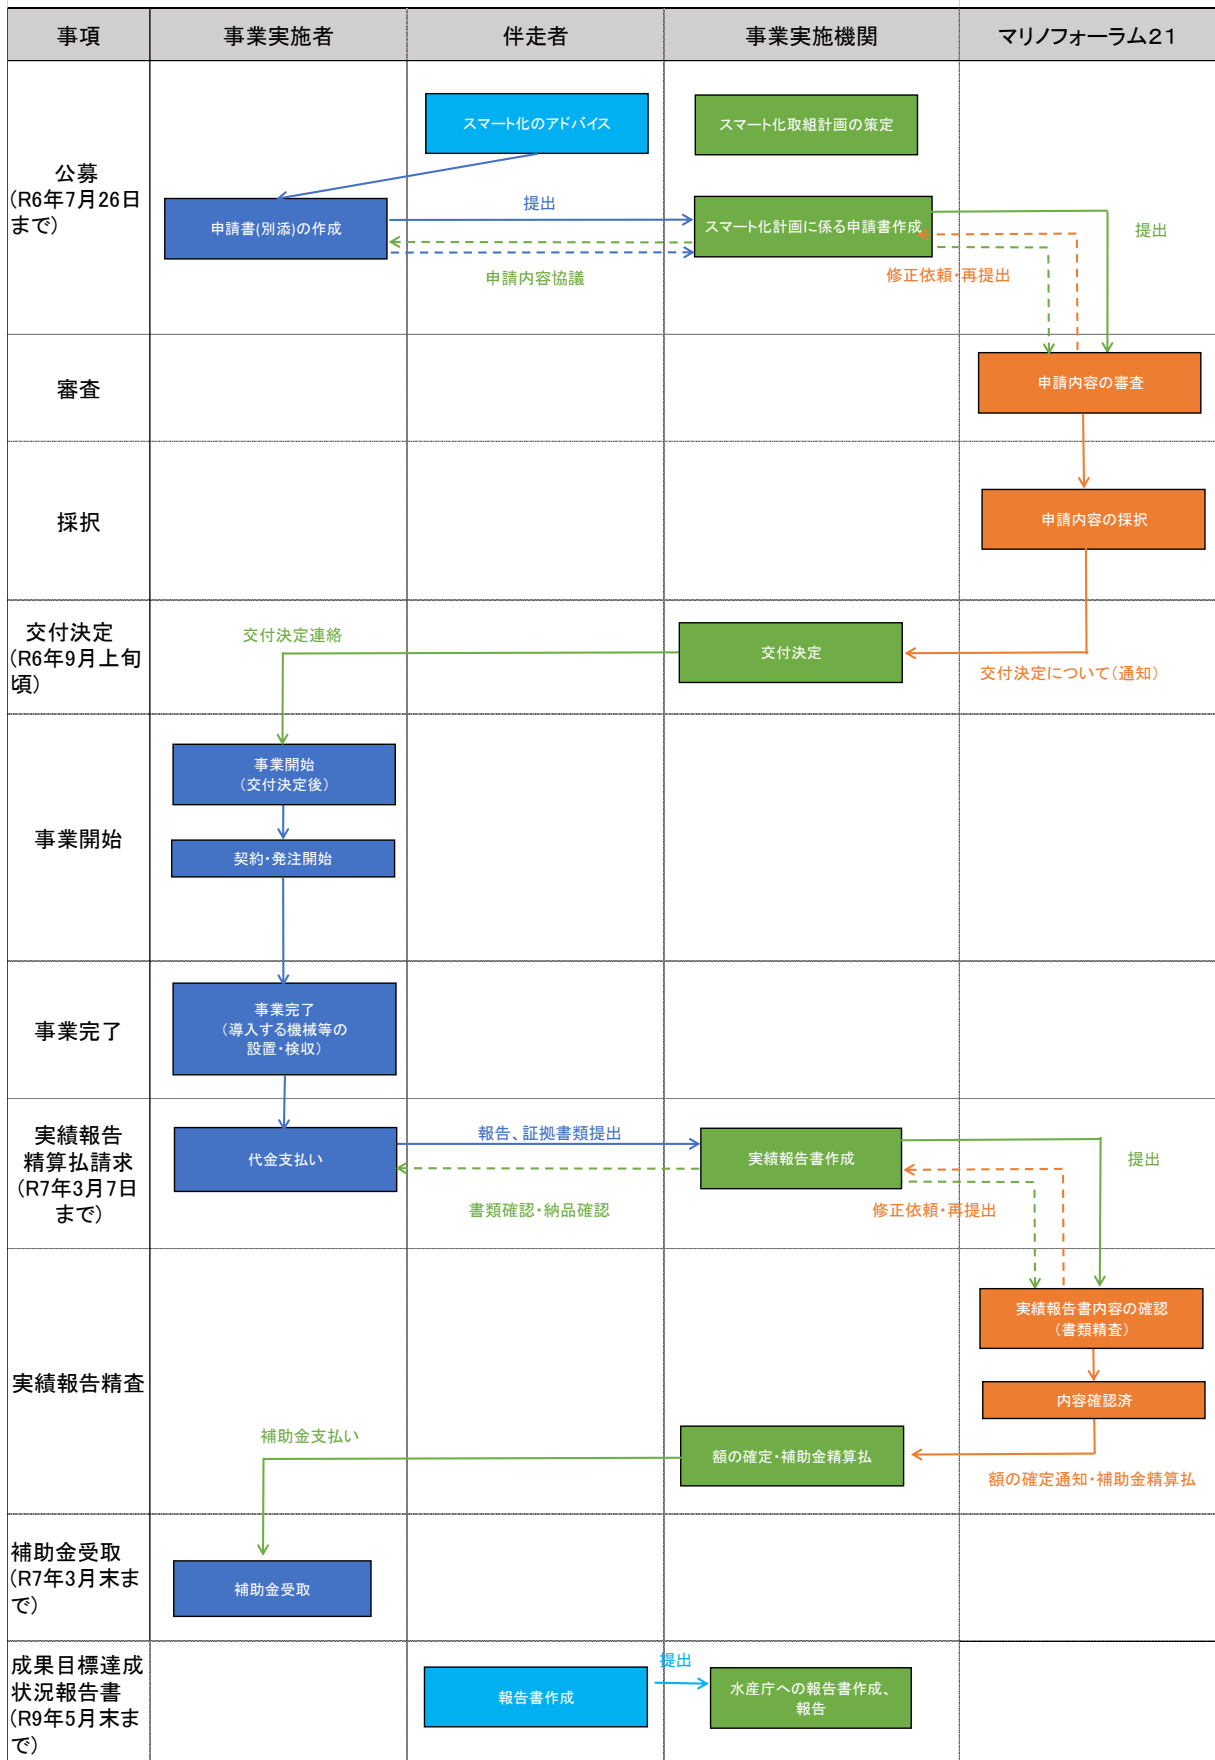 事項
事業実施者
伴走者
事業実施機関
マリノフォーラム21
公募
(R6年7月26日
まで)
スマート化のアドバイス
スマート化取組計画の策定
申請書(別添)の作成
提出
スマート化計画に係る申請書作成
提出
申請内容協議
修正依頼・再提出
審査
申請内容の審査
採択
申請内容の採択
交付決定
(R6年9月上旬
頃)
交付決定連絡
交付決定
交付決定について(通知)
事業開始
事業開始
(交付決定後)
契約・発注開始
事業完了
事業完了
(導入する機械等の
設置・検収)
実績報告
精算払請求
(R7年3月7日
まで)
代金支払い
報告、証拠書類提出
実績報告書作成
提出
書類確認・納品確認
修正依頼・再提出
実績報告精査
実績報告書内容の確認
(書類精査)
内容確認済
補助金支払い
額の確定・補助金精算払
額の確定通知・補助金精算払
補助金受取
(R7年3月末ま
で)
補助金受取
成果目標達成
状況報告書
(R9年5月末ま
で)
報告書作成
提出
水産庁への報告書作成、
報告